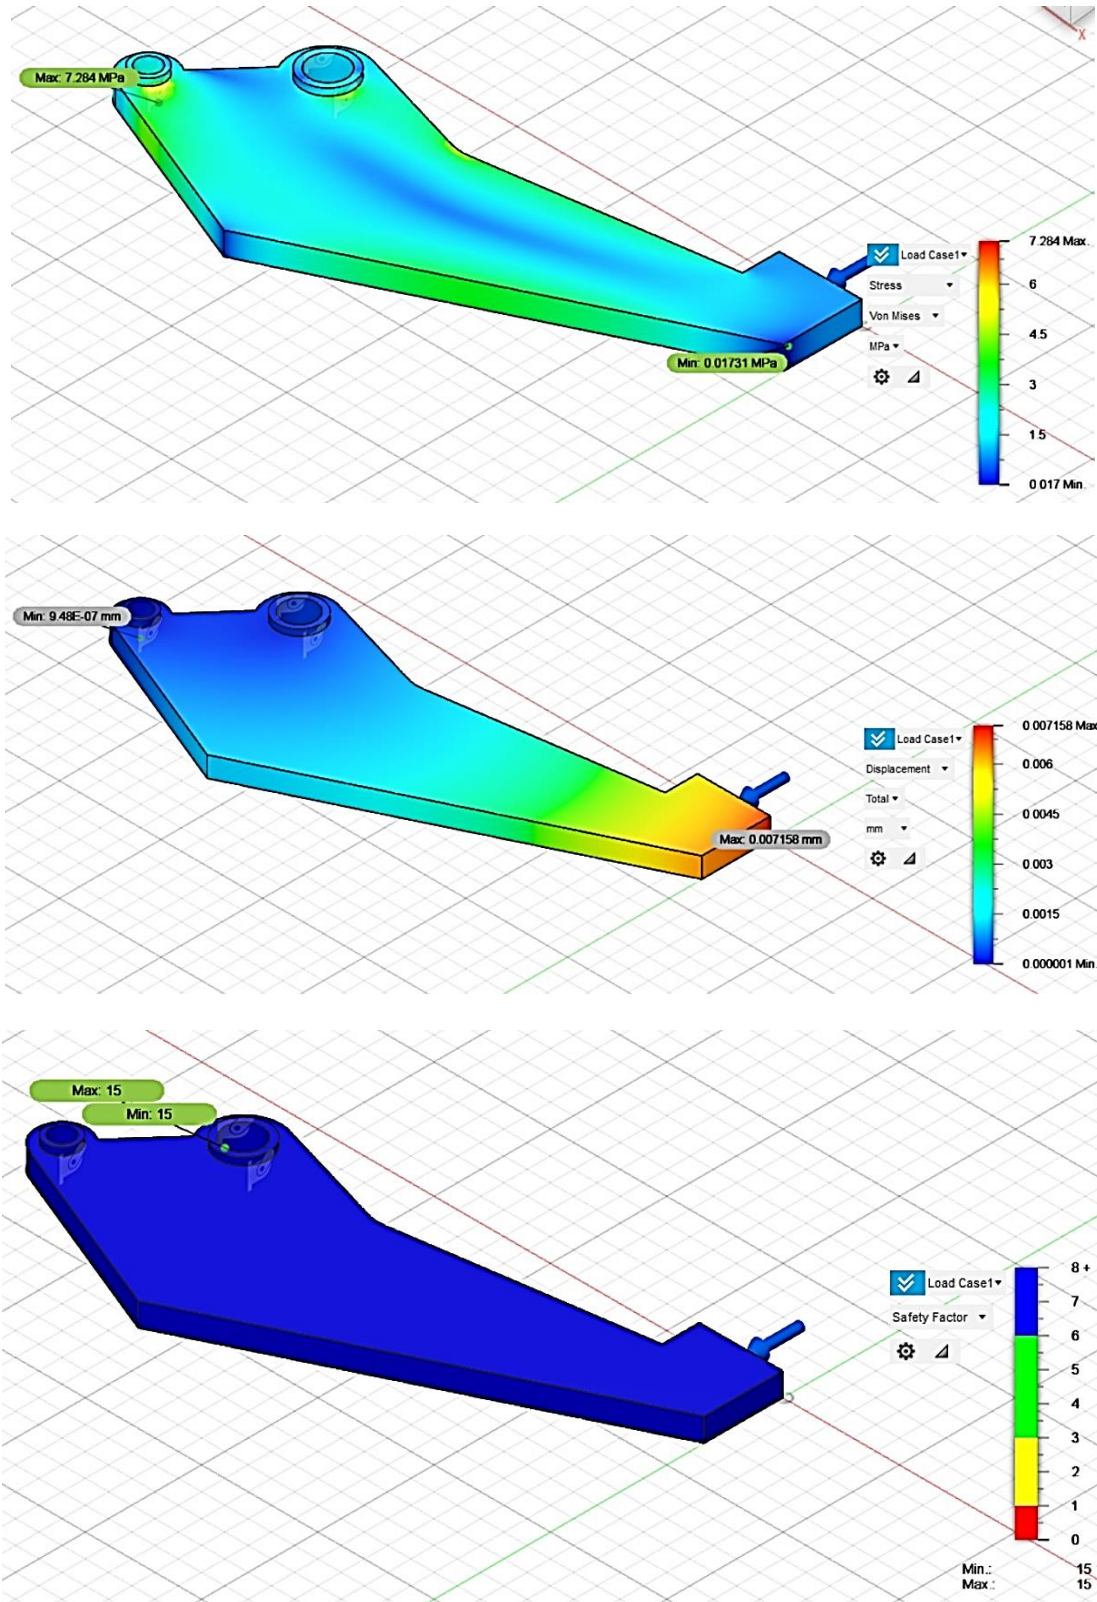 X
Max: 7.284 MPa
Load Case1
Stress
Von Mises
MPa
7.284 Max.
6
4.5
3
1.5
0.017 Min.
Min: 0.01731 MPa
Min: 9.48E-07 mm
Load Case1
Displacement
Total
mm
0.007158 Max
0.006
0.0045
0.003
0.0015
0.000001 Min.
Max: 0.007158 mm
Max: 15
Min: 15
Load Case1
Safety Factor
8 +
7
6
5
4
3
2
1
0
Min.: 15
Max.: 15